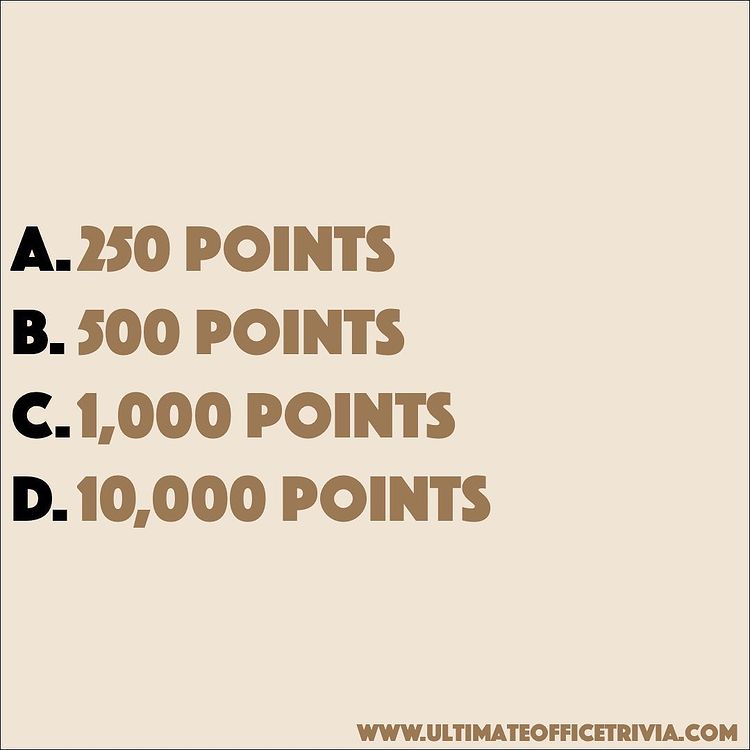 A. 250 POINTS
B. 500 POINTS
C. 1,000 POINTS
D. 10,000 POINTS
WWW.ULTIMATEOFFICETRIVIA.COM